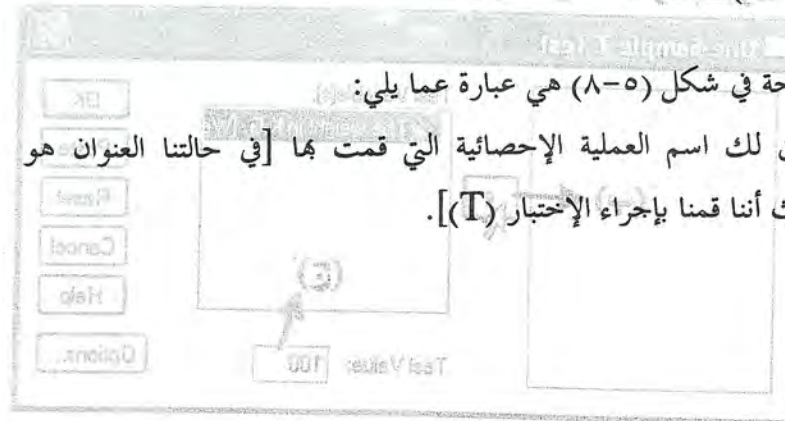 حة في شكل (٥-٨) هي عبارة عما يلي:
لك اسم العملية الإحصائية التي قمت بها [في حالتنا العنوان هو
أننا قمنا بإجراء الإختبار (T)].
One-Sample T Test
OK
Reset
Cancel
Help
Options...
(ج)
Test Value: 100